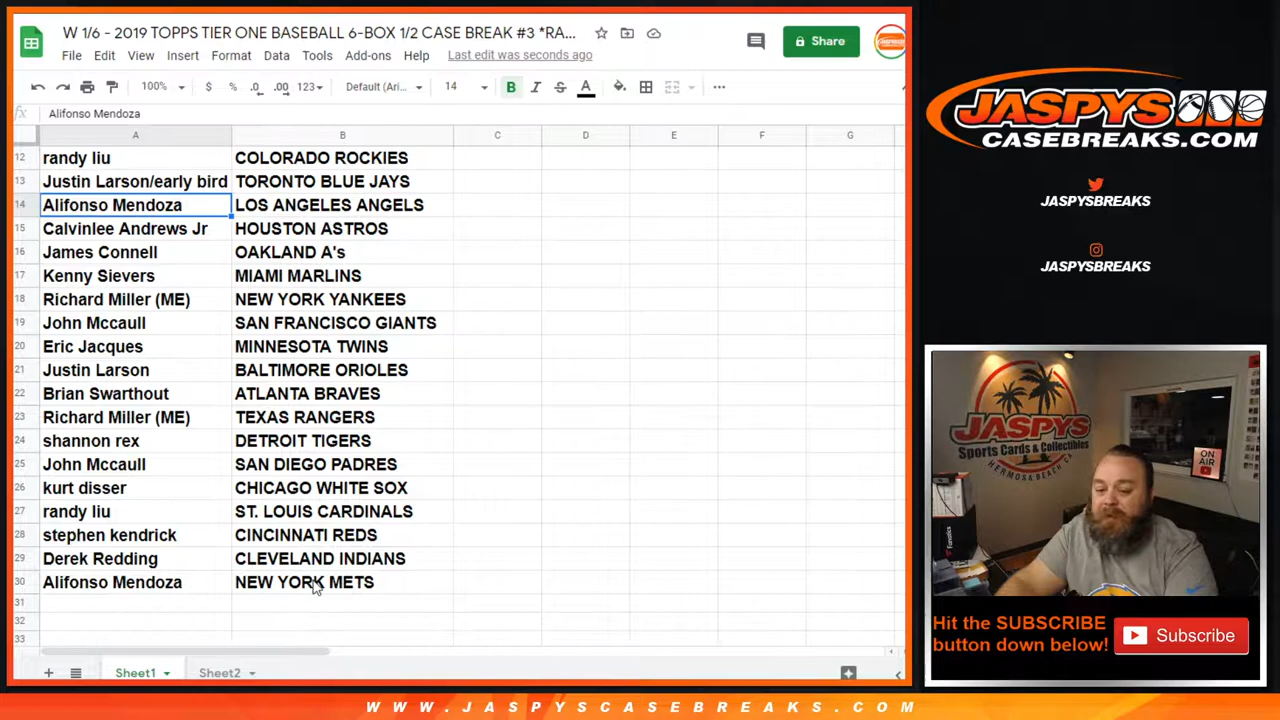 W 1/6 - 2019 TOPPS TIER ONE BASEBALL 6-BOX 1/2 CASE BREAK #3 *RA...
File Edit View Insert Format Data Tools Add-ons Help Last edit was seconds ago
Share
100% $ % .0 .00 123 Default (Ari... 14 B I S A
fx Alifonso Mendoza
A B C D E F G
12 randy liu COLORADO ROCKIES
13 Justin Larson/early bird TORONTO BLUE JAYS
14 Alifonso Mendoza LOS ANGELES ANGELS
15 Calvinlee Andrews Jr HOUSTON ASTROS
16 James Connell OAKLAND A's
17 Kenny Sievers MIAMI MARLINS
18 Richard Miller (ME) NEW YORK YANKEES
19 John Mccaull SAN FRANCISCO GIANTS
20 Eric Jacques MINNESOTA TWINS
21 Justin Larson BALTIMORE ORIOLES
22 Brian Swarthout ATLANTA BRAVES
23 Richard Miller (ME) TEXAS RANGERS
24 shannon rex DETROIT TIGERS
25 John Mccaull SAN DIEGO PADRES
26 kurt disser CHICAGO WHITE SOX
27 randy liu ST. LOUIS CARDINALS
28 stephen kendrick CINCINNATI REDS
29 Derek Redding CLEVELAND INDIANS
30 Alifonso Mendoza NEW YORK METS
31
32
33
Sheet1 Sheet2
JASPYS
CASEBREAKS.COM
JASPYSBREAKS
JASPYSBREAKS
JASPYS
Sports Cards & Collectibles
HERMOSA BEACH CA
ON AIR
Fanatics
Hit the SUBSCRIBE
button down below!
Subscribe
WWW.JASPYSCASEBREAKS.COM